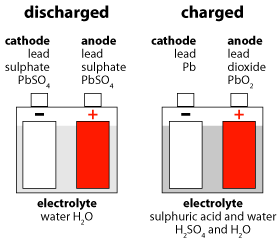 discharged
cathode
lead
sulphate
PbSO₄
anode
lead
sulphate
PbSO₄
−
+
electrolyte
water H₂O
charged
cathode
lead
Pb
anode
lead
dioxide
PbO₂
−
+
electrolyte
sulphuric acid and water
H₂SO₄ and H₂O